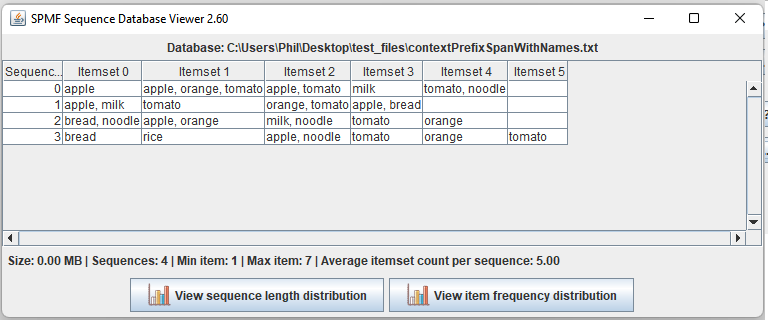 SPMF Sequence Database Viewer 2.60
Database: C:\Users\Phil\Desktop\test_files\contextPrefixSpanWithNames.txt
Sequenc... Itemset 0 Itemset 1 Itemset 2 Itemset 3 Itemset 4 Itemset 5
0 apple apple, orange, tomato apple, tomato milk tomato, noodle
1 apple, milk tomato orange, tomato apple, bread
2 bread, noodle apple, orange milk, noodle tomato orange
3 bread rice apple, noodle tomato orange tomato
Size: 0.00 MB | Sequences: 4 | Min item: 1 | Max item: 7 | Average itemset count per sequence: 5.00
View sequence length distribution View item frequency distribution